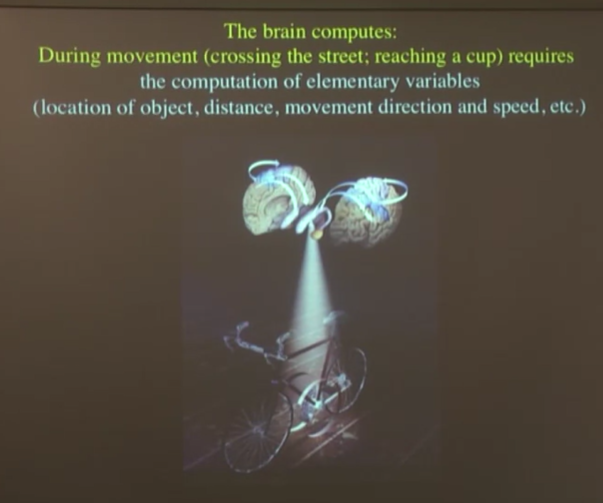 The brain computes:
During movement (crossing the street; reaching a cup) requires
the computation of elementary variables
(location of object, distance, movement direction and speed, etc.)